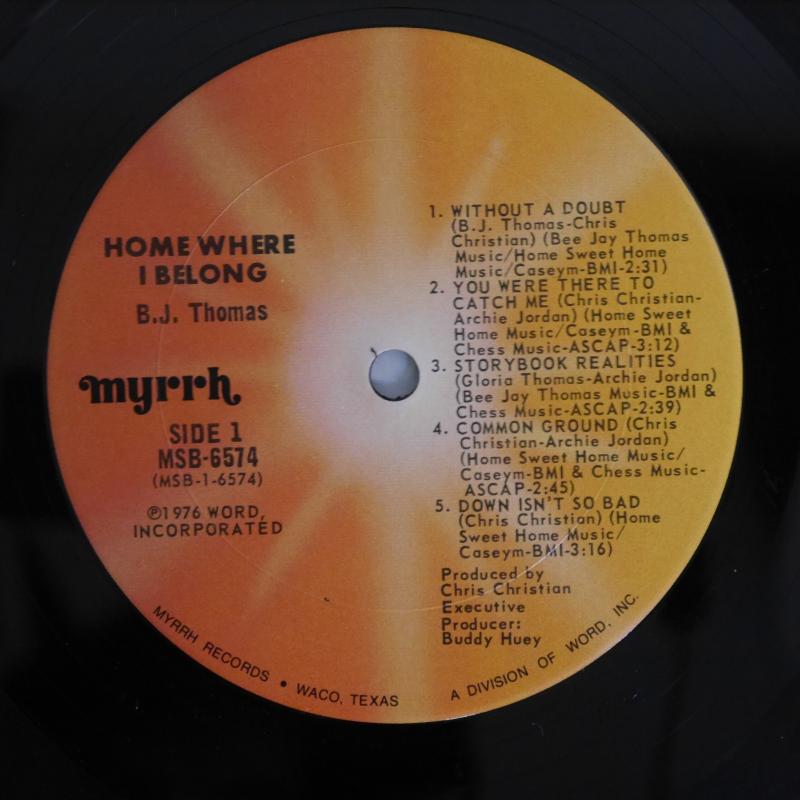 HOME WHERE
I BELONG
B.J. Thomas
myrrh.
SIDE 1
MSB-6574
(MSB-1-6574)
℗1976 WORD,
INCORPORATED
1. WITHOUT A DOUBT
(B.J. Thomas-Chris
Christian) (Bee Jay Thomas
Music/Home Sweet Home
Music/Caseym-BMI-2:31)
2. YOU WERE THERE TO
CATCH ME (Chris Christian-
Archie Jordan) (Home Sweet
Home Music/Caseym-BMI &
Chess Music-ASCAP-3:12)
3. STORYBOOK REALITIES
(Gloria Thomas-Archie Jordan)
(Bee Jay Thomas Music-BMI &
Chess Music-ASCAP-2:39)
4. COMMON GROUND (Chris
Christian-Archie Jordan)
(Home Sweet Home Music/
Caseym-BMI & Chess Music-
ASCAP-2:45)
5. DOWN ISN'T SO BAD
(Chris Christian) (Home
Sweet Home Music/
Caseym-BMI-3:16)
Produced by
Chris Christian
Executive
Producer:
Buddy Huey
MYRRH RECORDS • WACO, TEXAS
A DIVISION OF WORD, INC.